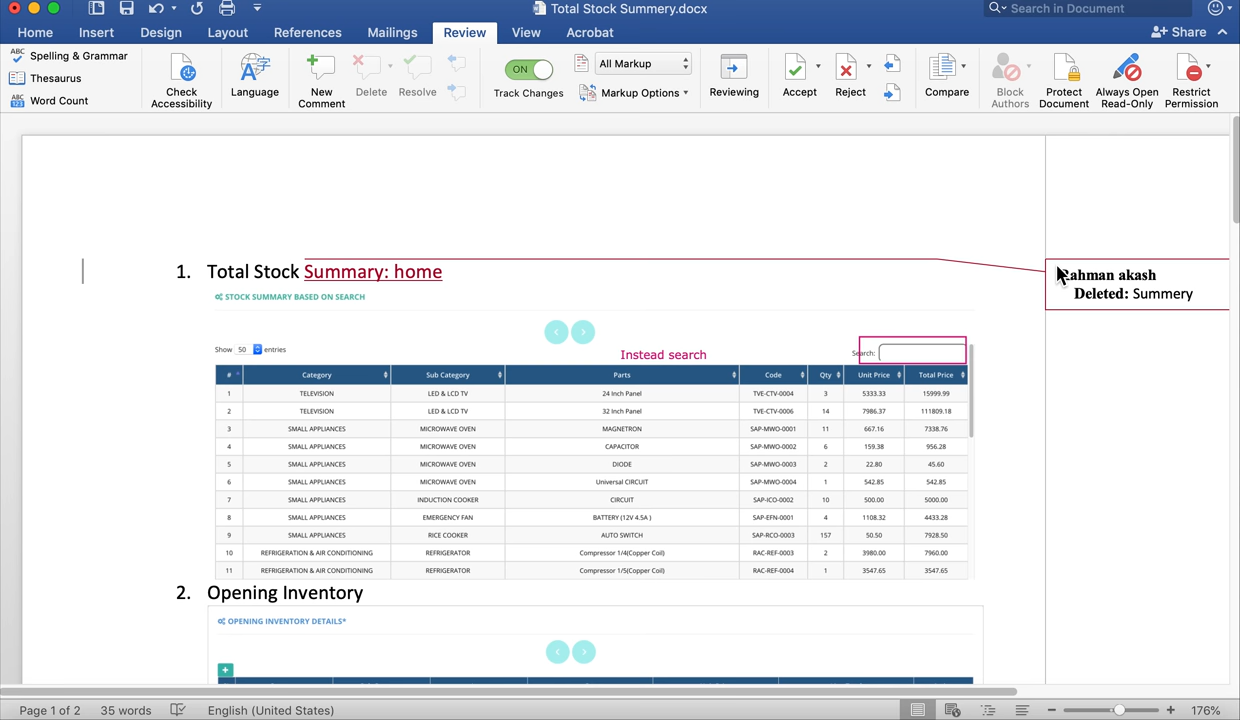 Total Stock Summery.docx
Search in Document
Home Insert Design Layout References Mailings Review View Acrobat Share
ABC Spelling & Grammar
Thesaurus
ABC 123 Word Count
Check Accessibility
Language
New Comment
Delete
Resolve
ON
Track Changes
All Markup
Markup Options
Reviewing
Accept
Reject
Compare
Block Authors
Protect Document
Always Open Read-Only
Restrict Permission
1. Total Stock Summary: home
Rahman akash
Deleted: Summery
STOCK SUMMARY BASED ON SEARCH
Show 50 entries
Instead search
Search:
# Category Sub Category Parts Code Qty Unit Price Total Price
1 TELEVISION LED & LCD TV 24 Inch Panel TVE-CTV-0004 3 5333.33 15999.99
2 TELEVISION LED & LCD TV 32 Inch Panel TVE-CTV-0006 14 7986.37 111809.18
3 SMALL APPLIANCES MICROWAVE OVEN MAGNETRON SAP-MWO-0001 11 667.16 7338.76
4 SMALL APPLIANCES MICROWAVE OVEN CAPACITOR SAP-MWO-0002 6 159.38 956.28
5 SMALL APPLIANCES MICROWAVE OVEN DIODE SAP-MWO-0003 2 22.80 45.60
6 SMALL APPLIANCES MICROWAVE OVEN Universal CIRCUIT SAP-MWO-0004 1 542.85 542.85
7 SMALL APPLIANCES INDUCTION COOKER CIRCUIT SAP-ICO-0002 10 500.00 5000.00
8 SMALL APPLIANCES EMERGENCY FAN BATTERY (12V 4.5A ) SAP-EFN-0001 4 1108.32 4433.28
9 SMALL APPLIANCES RICE COOKER AUTO SWITCH SAP-RCO-0003 157 50.50 7928.50
10 REFRIGERATION & AIR CONDITIONING REFRIGERATOR Compressor 1/4(Copper Coil) RAC-REF-0003 2 3980.00 7960.00
11 REFRIGERATION & AIR CONDITIONING REFRIGERATOR Compressor 1/5(Copper Coil) RAC-REF-0004 1 3547.65 3547.65
2. Opening Inventory
OPENING INVENTORY DETAILS*
Page 1 of 2 35 words English (United States) 176%